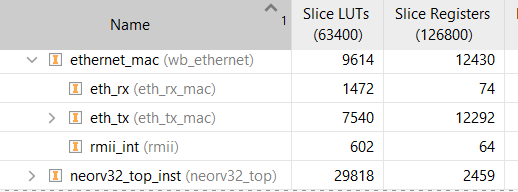 Name 1 Slice LUTs (63400) Slice Registers (126800)
ethernet_mac (wb_ethernet) 9614 12430
eth_rx (eth_rx_mac) 1472 74
eth_tx (eth_tx_mac) 7540 12292
rmii_int (rmii) 602 64
neorv32_top_inst (neorv32_top) 29818 2459